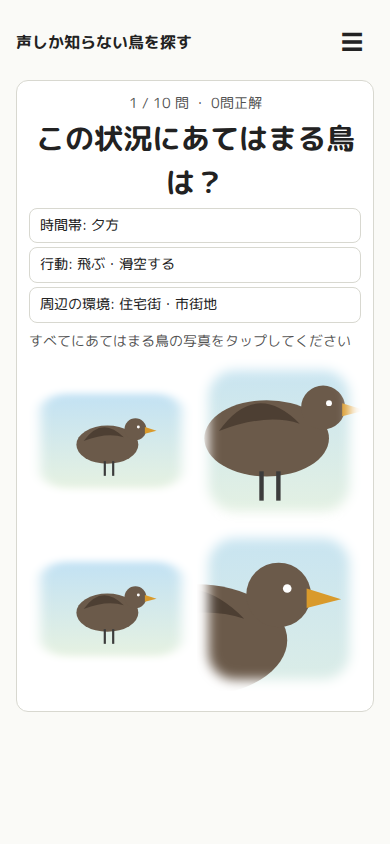 声しか知らない鳥を探す
1 / 10 問 · 0問正解
この状況にあてはまる鳥
は？
時間帯: 夕方
行動: 飛ぶ · 滑空する
周辺の環境: 住宅街 · 市街地
すべてにあてはまる鳥の写真をタップしてください